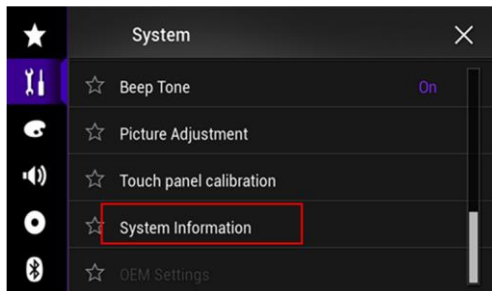 System
Beep Tone On
Picture Adjustment
Touch panel calibration
System Information
OEM Settings